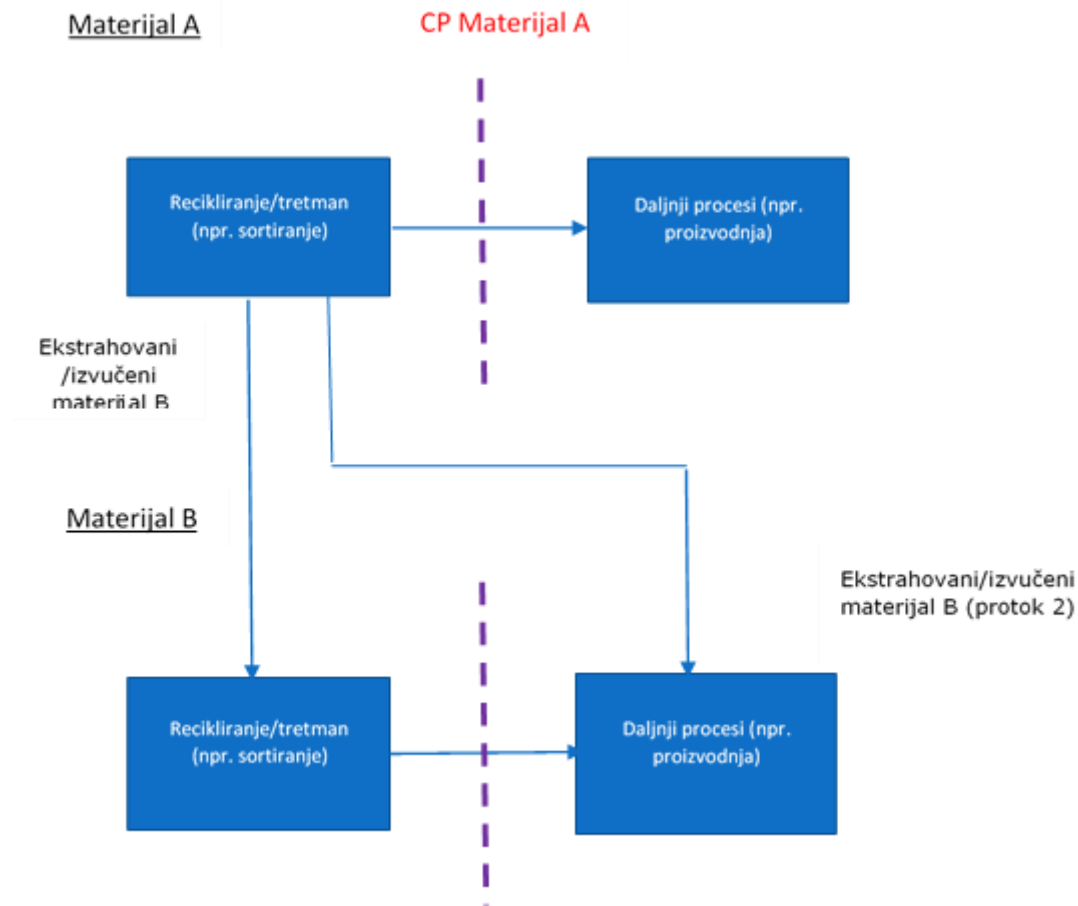 Materijal A
CP Materijal A
Recikliranje/tretman
(npr. sortiranje)
Daljnji procesi (npr.
proizvodnja)
Ekstrahovani
/izvučeni
materijal B
Materijal B
Ekstrahovani/izvučeni
materijal B (protok 2)
Recikliranje/tretman
(npr. sortiranje)
Daljnji procesi (npr.
proizvodnja)